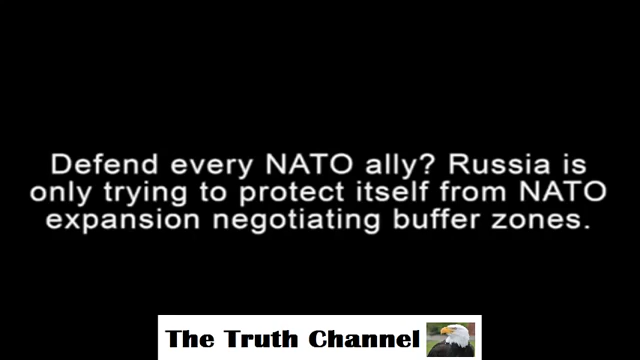 Defend every NATO ally? Russia is
only trying to protect itself from NATO
expansion negotiating buffer zones.
The Truth Channel